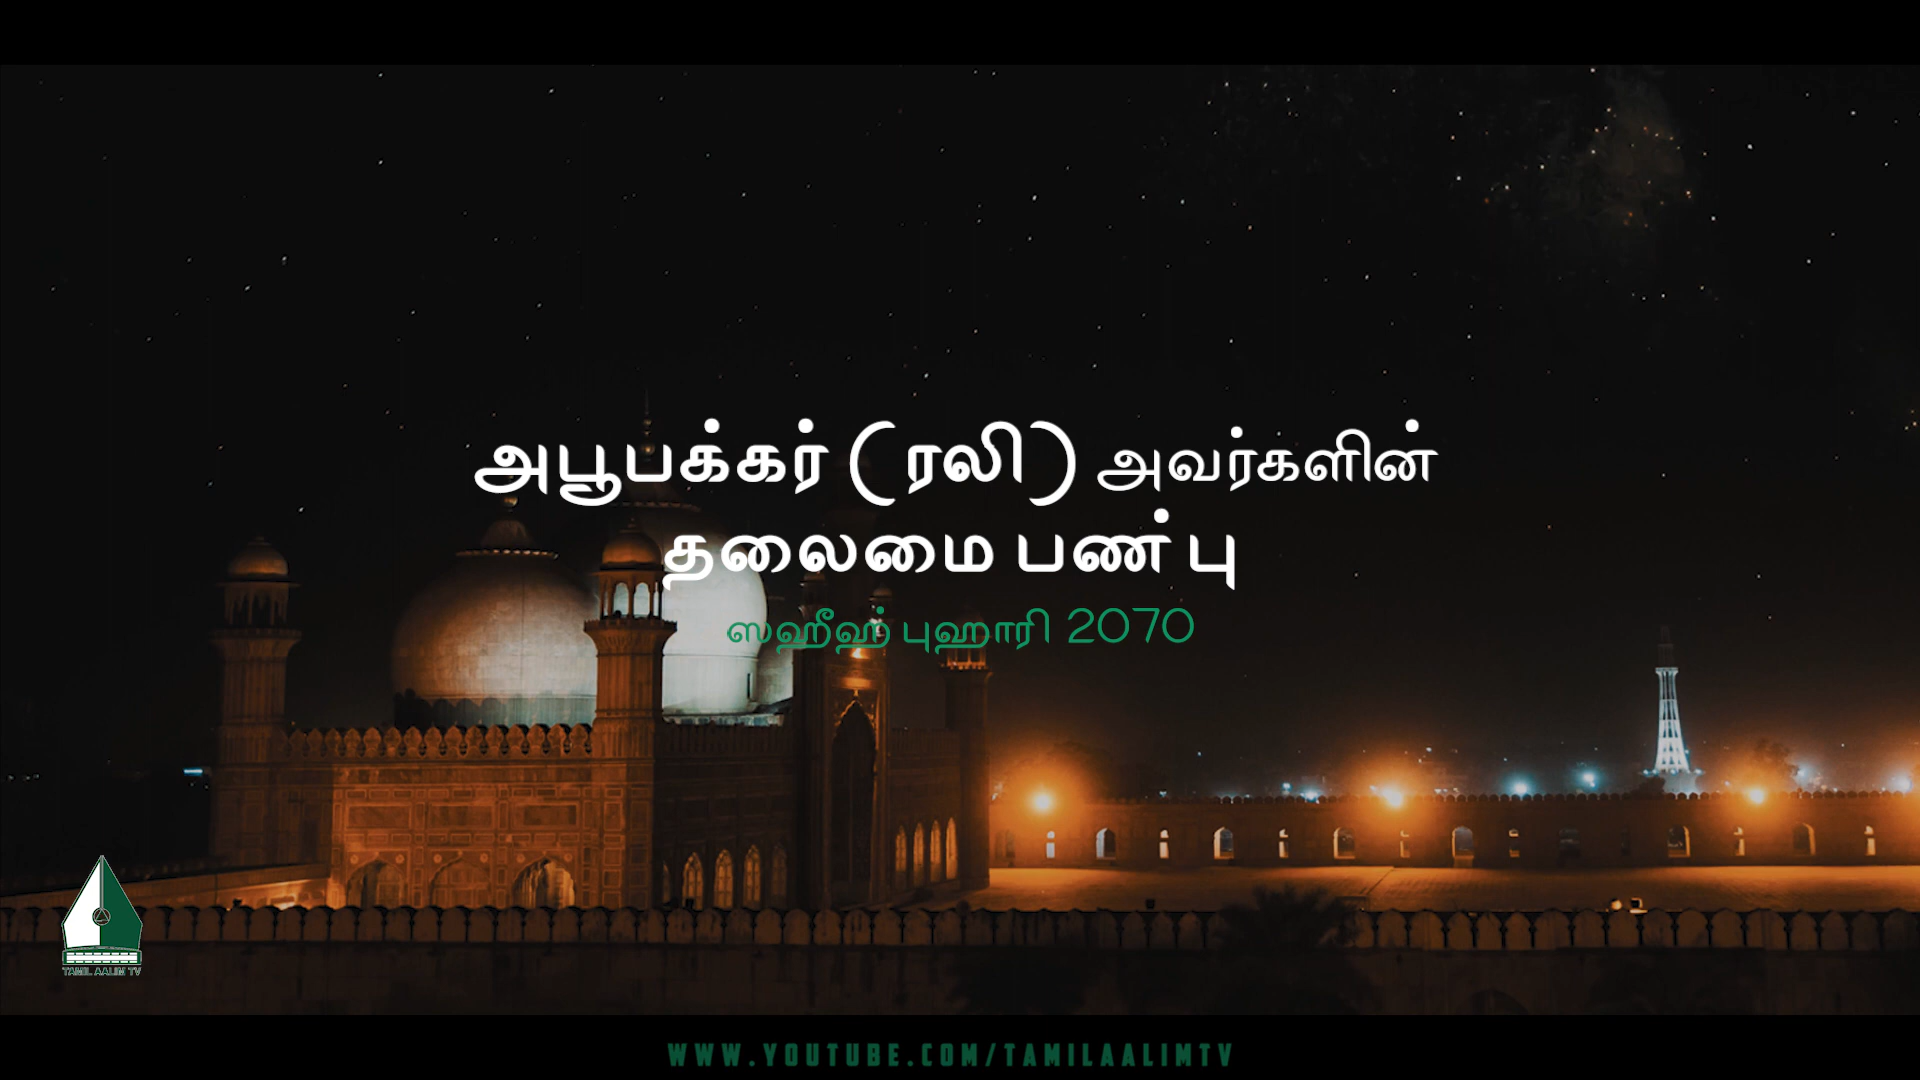 அபூபக்கர் (ரலி) அவர்களின்
தலைமை பண்பு
ஸஹீஹ் புஹாரி 2070
TAMIL AALIM TV
WWW.YOUTUBE.COM/TAMILAALIMTV